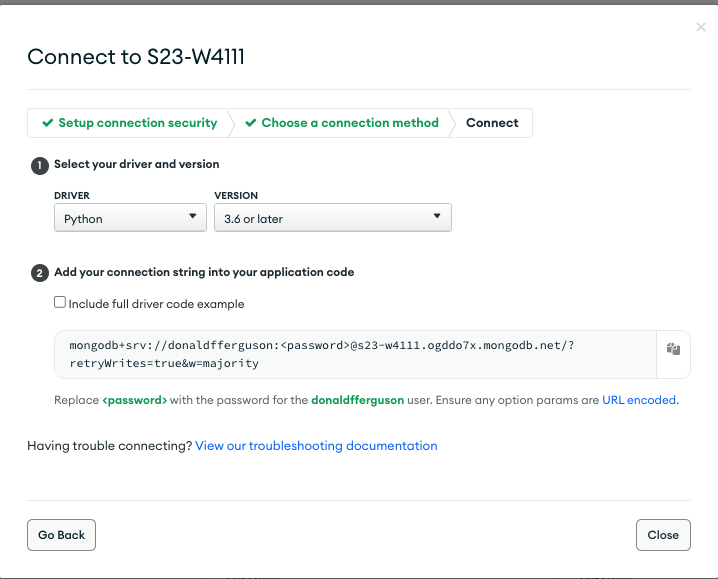 ×
Connect to S23-W4111
Setup connection security
Choose a connection method
Connect
1 Select your driver and version
DRIVER VERSION
Python 3.6 or later
2 Add your connection string into your application code
Include full driver code example
mongodb+srv://donaldfferguson:<password>@s23-w4111.ogddo7x.mongodb.net/?
retryWrites=true&w=majority
Replace <password> with the password for the donaldfferguson user. Ensure any option params are URL encoded.
Having trouble connecting? View our troubleshooting documentation
Go Back Close